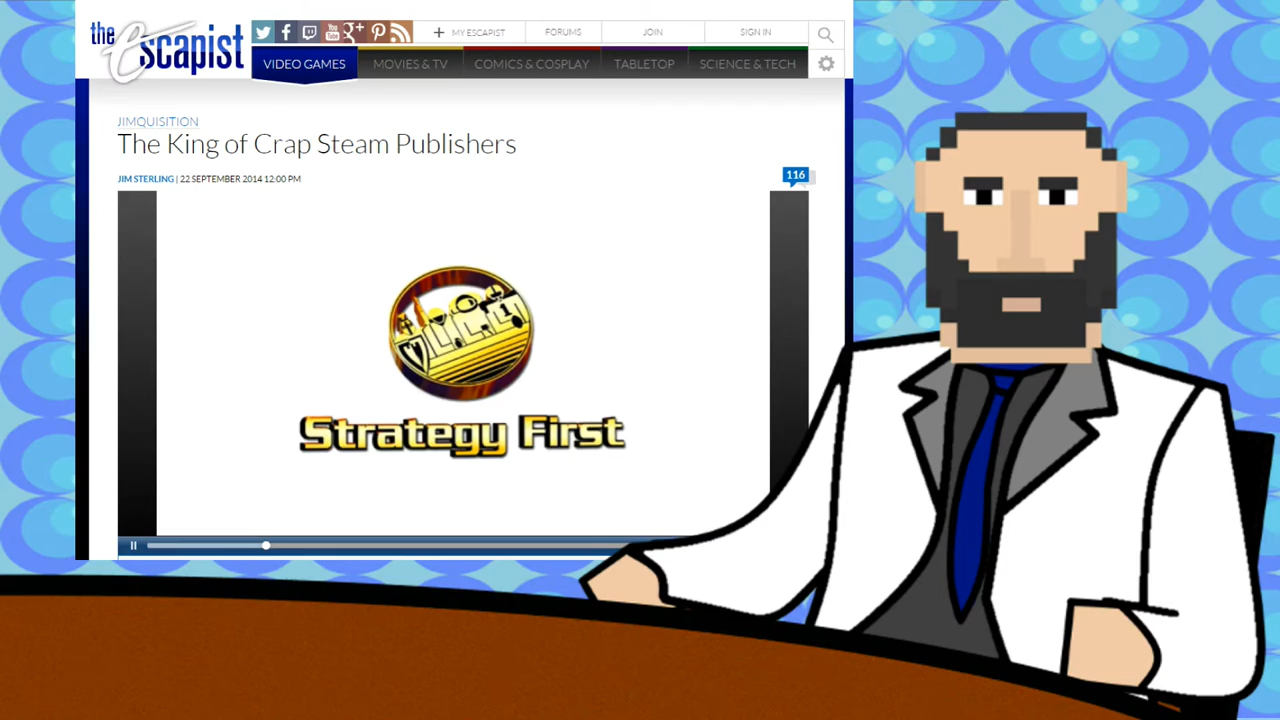 the escapist
MY ESCAPIST FORUMS JOIN SIGN IN
VIDEO GAMES MOVIES & TV COMICS & COSPLAY TABLETOP SCIENCE & TECH
JIMQUISITION
The King of Crap Steam Publishers
JIM STERLING | 22 SEPTEMBER 2014 12:00 PM
116
Strategy First